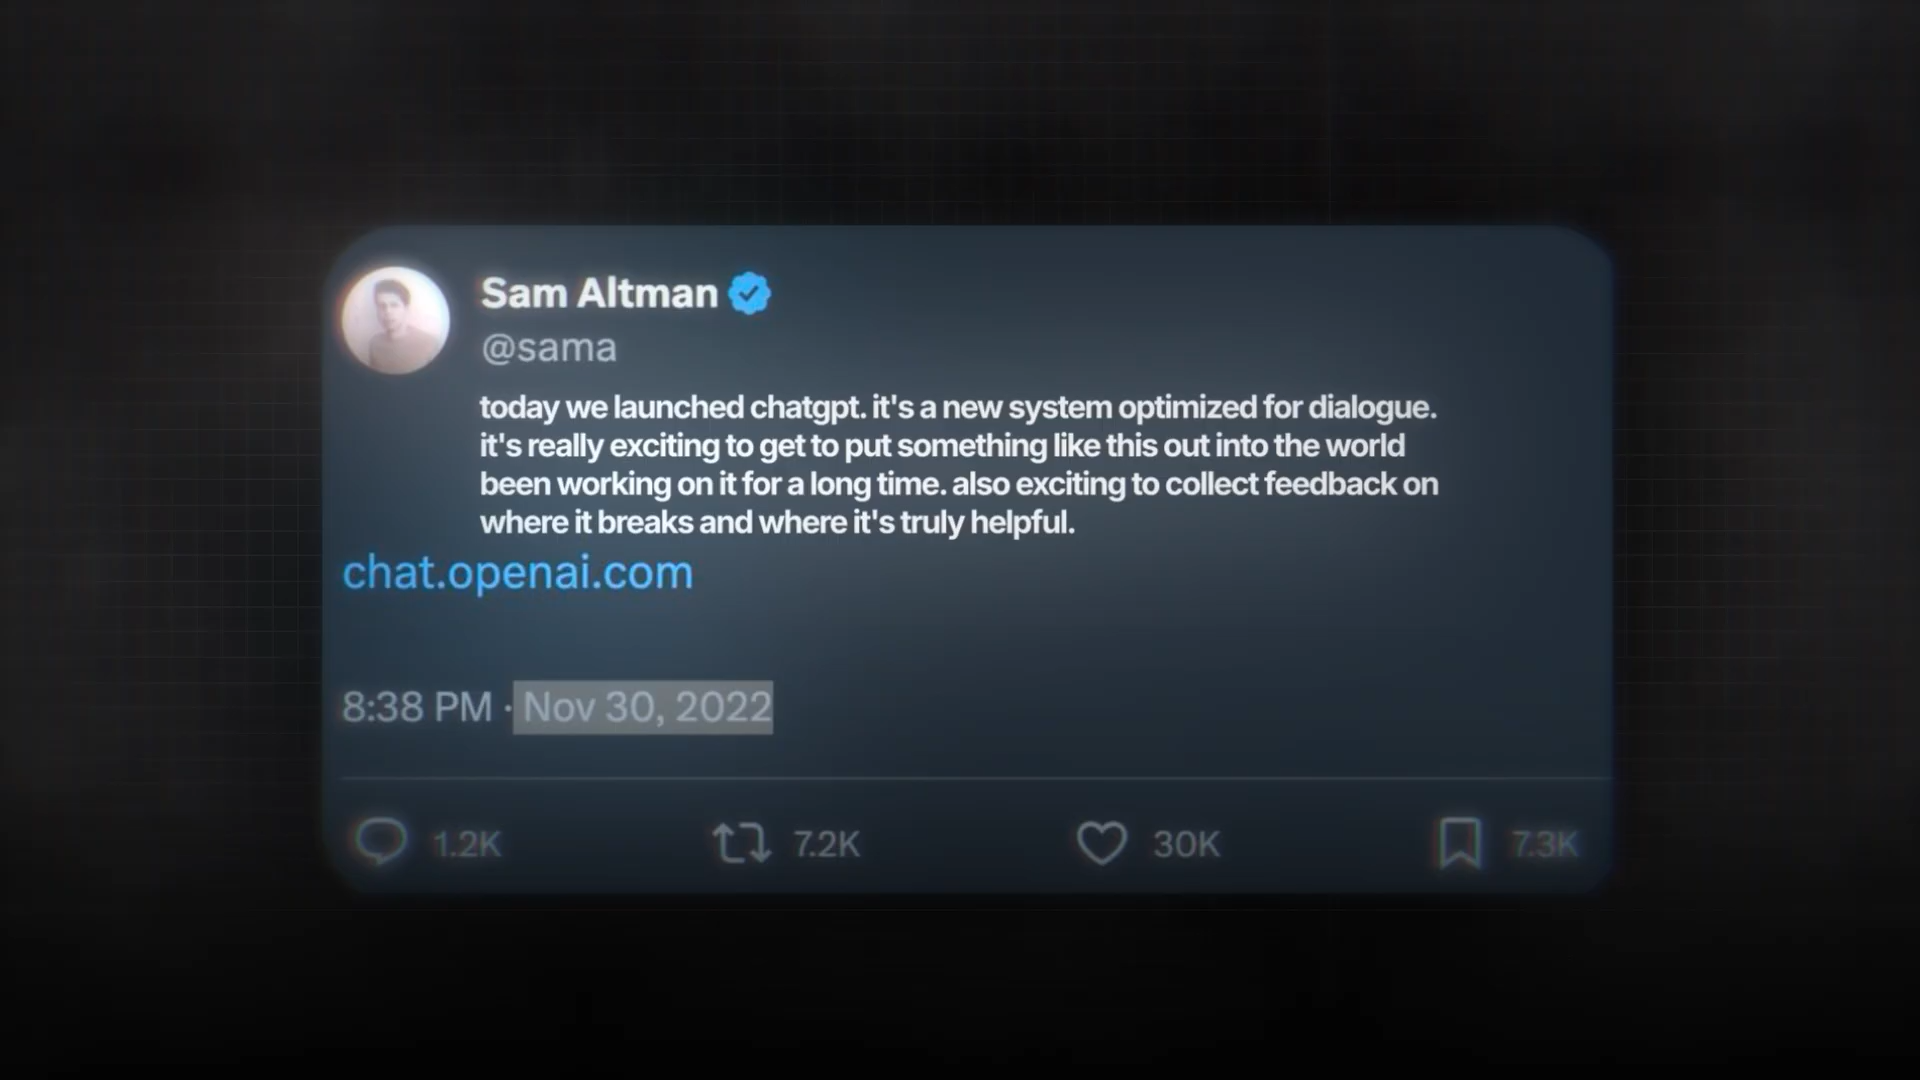 Sam Altman
@sama
today we launched chatgpt. it's a new system optimized for dialogue.
it's really exciting to get to put something like this out into the world
been working on it for a long time. also exciting to collect feedback on
where it breaks and where it's truly helpful.
chat.openai.com
8:38 PM · Nov 30, 2022
1.2K 7.2K 30K 7.3K